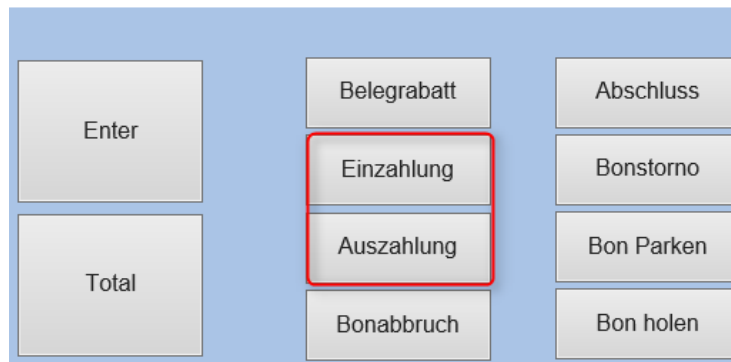 Enter
Total
Belegrabatt
Einzahlung
Auszahlung
Bonabbruch
Abschluss
Bonstorno
Bon Parken
Bon holen